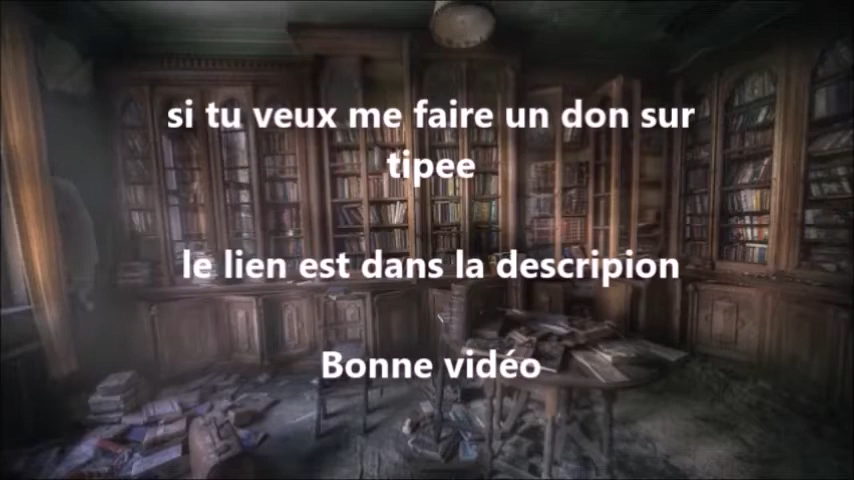 si tu veux me faire un don sur
tipee
le lien est dans la descripion
Bonne vidéo